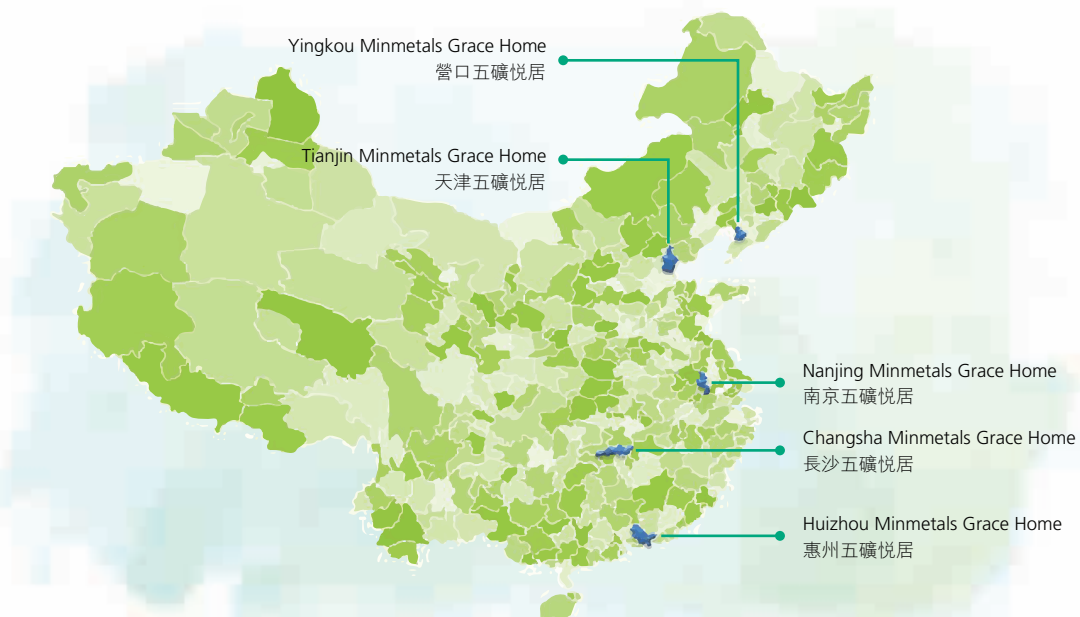 Yingkou Minmetals Grace Home
營口五礦悦居
Tianjin Minmetals Grace Home
天津五礦悦居
Nanjing Minmetals Grace Home
南京五礦悦居
Changsha Minmetals Grace Home
長沙五礦悦居
Huizhou Minmetals Grace Home
惠州五礦悦居